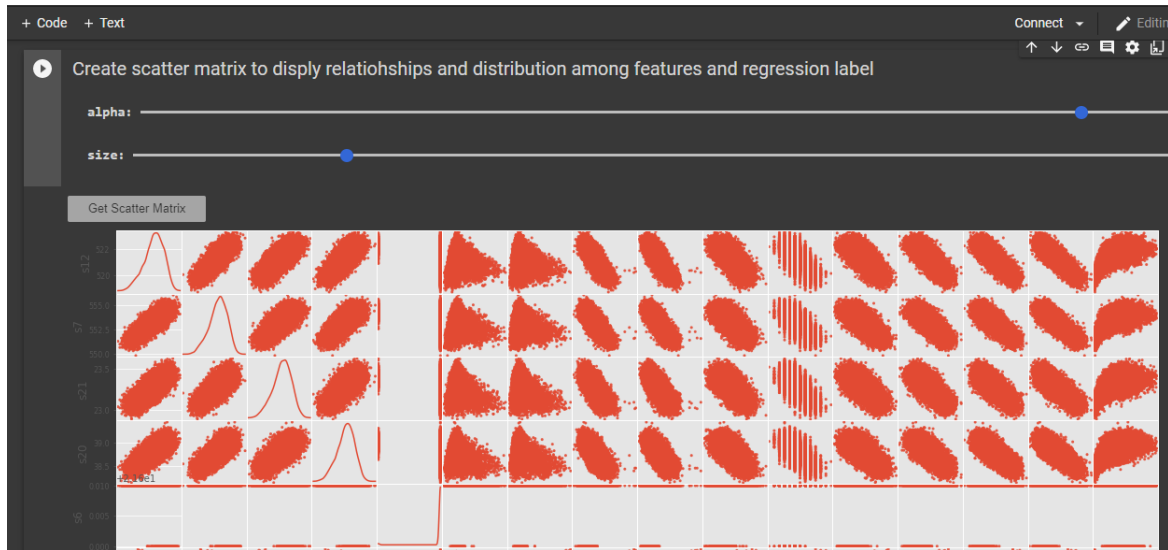 + Code + Text
Connect
Editin
Create scatter matrix to disply relatiohships and distribution among features and regression label
alpha:
size:
Get Scatter Matrix
s12
522
520
s7
555.0
552.5
550.0
s21
23.5
23.0
s20
39.0
38.5
s6
0.010
0.005
0.000